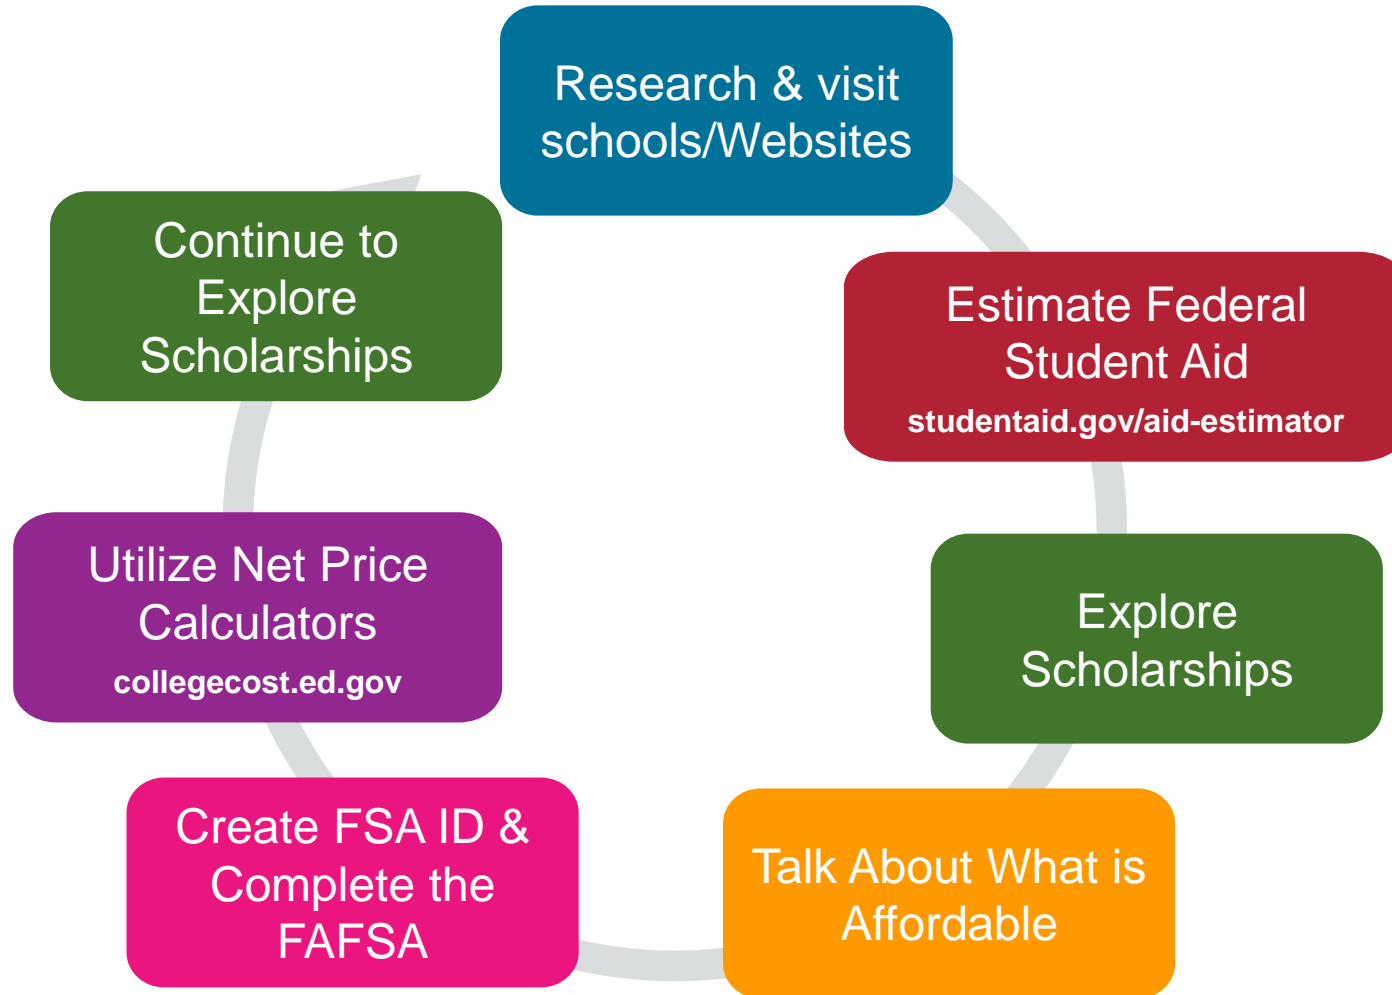 Research & visit
schools/Websites
Estimate Federal
Student Aid
studentaid.gov/aid-estimator
Explore
Scholarships
Talk About What is
Affordable
Create FSA ID &
Complete the
FAFSA
Utilize Net Price
Calculators
collegecost.ed.gov
Continue to
Explore
Scholarships